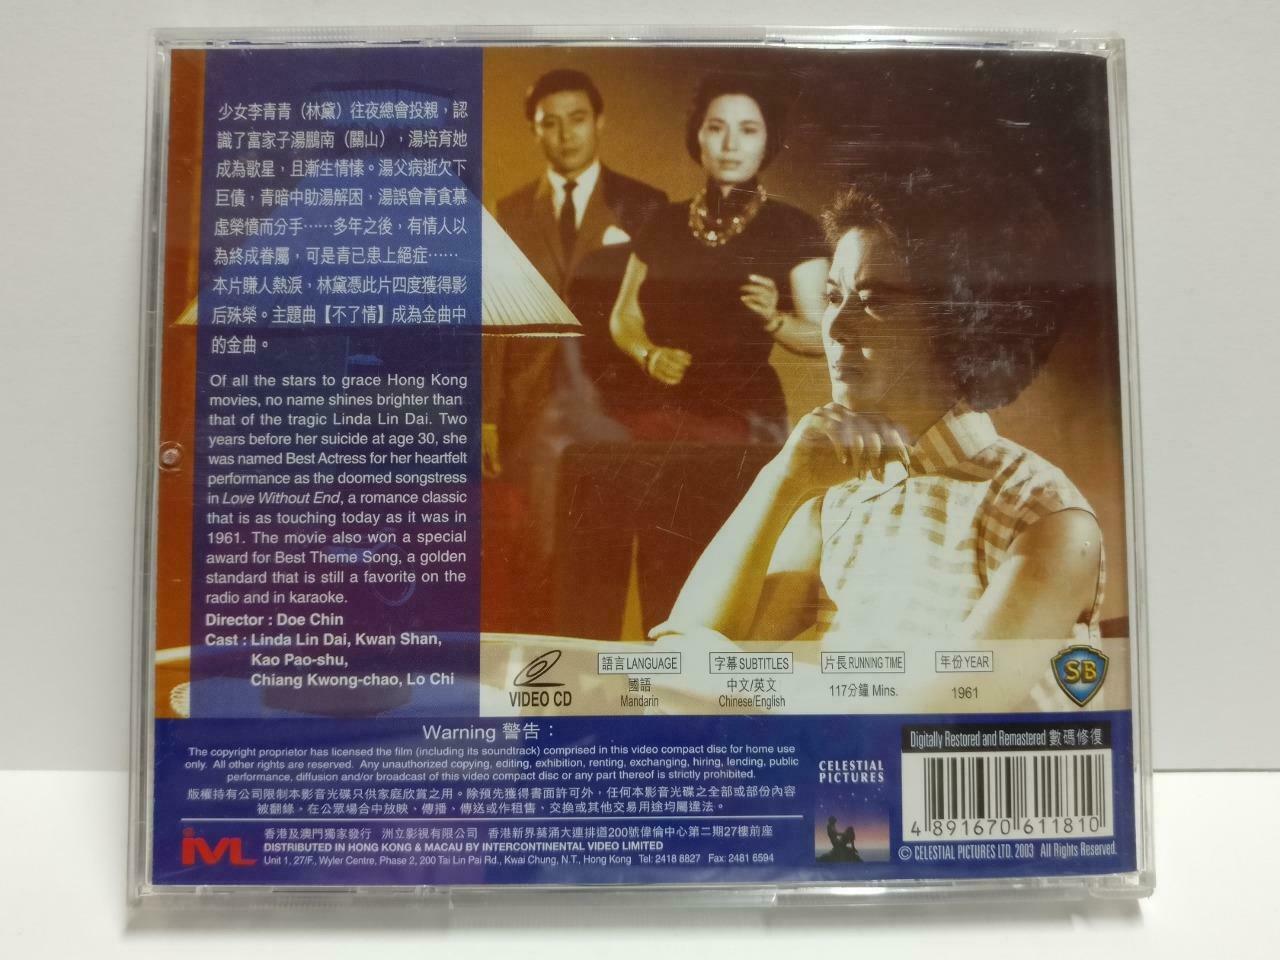 少女李青青（林黛）往夜總會投親，認
識了富家子湯鵬南（關山），湯培育她
成為歌星，且漸生情愫。湯父病逝欠下
巨債，青暗中助湯解困，湯誤會青貪慕
虛榮憤而分手……多年之後，有情人以
為終成眷屬，可是青已患上絕症……
本片賺人熱淚，林黛憑此片四度獲得影
后殊榮。主題曲【不了情】成為金曲中
的金曲。
Of all the stars to grace Hong Kong
movies, no name shines brighter than
that of the tragic Linda Lin Dai. Two
years before her suicide at age 30, she
was named Best Actress for her heartfelt
performance as the doomed songstress
in Love Without End, a romance classic
that is as touching today as it was in
1961. The movie also won a special
award for Best Theme Song, a golden
standard that is still a favorite on the
radio and in karaoke.
Director : Doe Chin
Cast : Linda Lin Dai, Kwan Shan,
Kao Pao-shu,
Chiang Kwong-chao, Lo Chi
VIDEO CD
語言 LANGUAGE
國語
Mandarin
字幕 SUBTITLES
中文/英文
Chinese/English
片長 RUNNING TIME
117分鐘 Mins.
年份 YEAR
1961
SB
Warning 警告：
The copyright proprietor has licensed the film (including its soundtrack) comprised in this video compact disc for home use
only. All other rights are reserved. Any unauthorized copying, editing, exhibition, renting, exchanging, hiring, lending, public
performance, diffusion and/or broadcast of this video compact disc or any part thereof is strictly prohibited.
版權持有公司限制本影音光碟只供家庭欣賞之用。除預先獲得書面許可外，任何本影音光碟之全部或部份內容
被翻錄。在公眾場合中放映、傳播、傳送或作租售、交換或其他交易用途均屬違法。
IVL
香港及澳門獨家發行 洲立影視有限公司 香港新界葵涌大連排道200號偉倫中心第二期27樓前座
DISTRIBUTED IN HONG KONG & MACAU BY INTERCONTINENTAL VIDEO LIMITED
Unit 1, 27/F., Wyler Centre, Phase 2, 200 Tai Lin Pai Rd., Kwai Chung, N.T., Hong Kong Tel: 2418 8827 Fax: 2481 6594
CELESTIAL
PICTURES
Digitally Restored and Remastered 數碼修復
4 891670 611810
© CELESTIAL PICTURES LTD. 2003 All Rights Reserved.